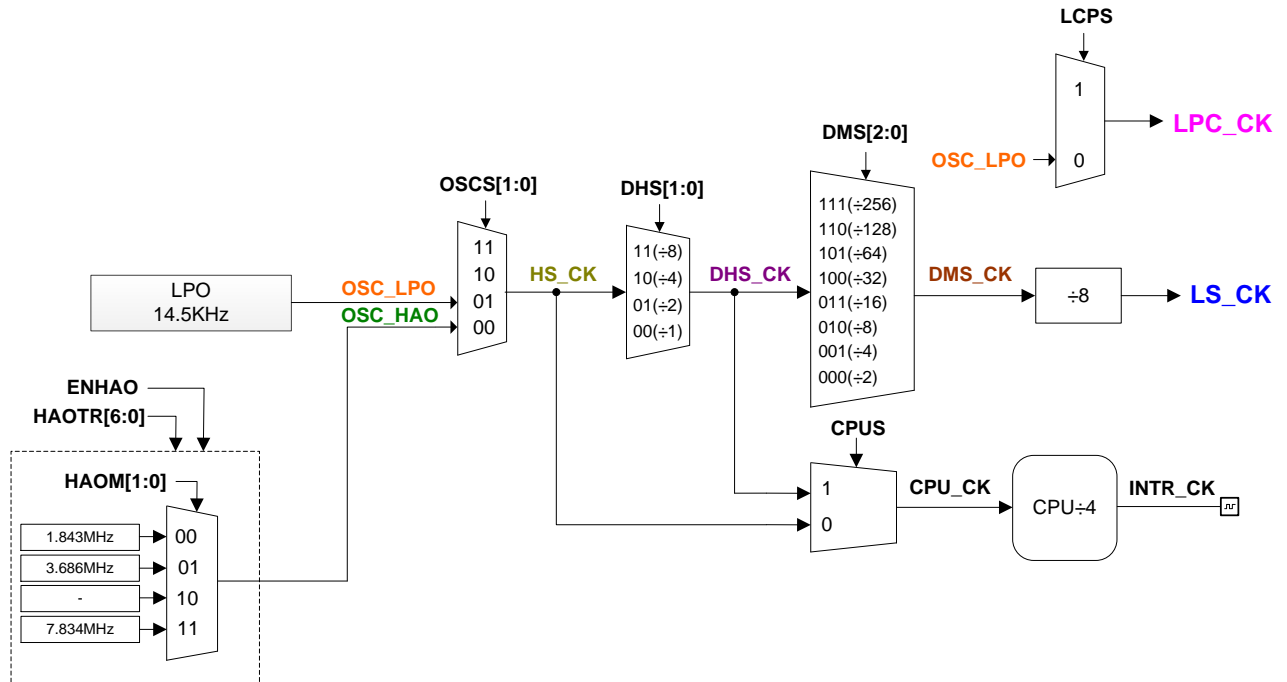 LCPS
1
0
OSC_LPO
LPC_CK
DMS[2:0]
111(÷256)
110(÷128)
101(÷64)
100(÷32)
011(÷16)
010(÷8)
001(÷4)
000(÷2)
OSCS[1:0]
11
10
01
00
DHS[1:0]
11(÷8)
10(÷4)
01(÷2)
00(÷1)
LPO
14.5KHz
OSC_LPO
OSC_HAO
HS_CK
DHS_CK
DMS_CK
÷8
LS_CK
ENHAO
HAOTR[6:0]
HAOM[1:0]
1.843MHz
3.686MHz
-
7.834MHz
00
01
10
11
CPUS
1
0
CPU_CK
CPU÷4
INTR_CK